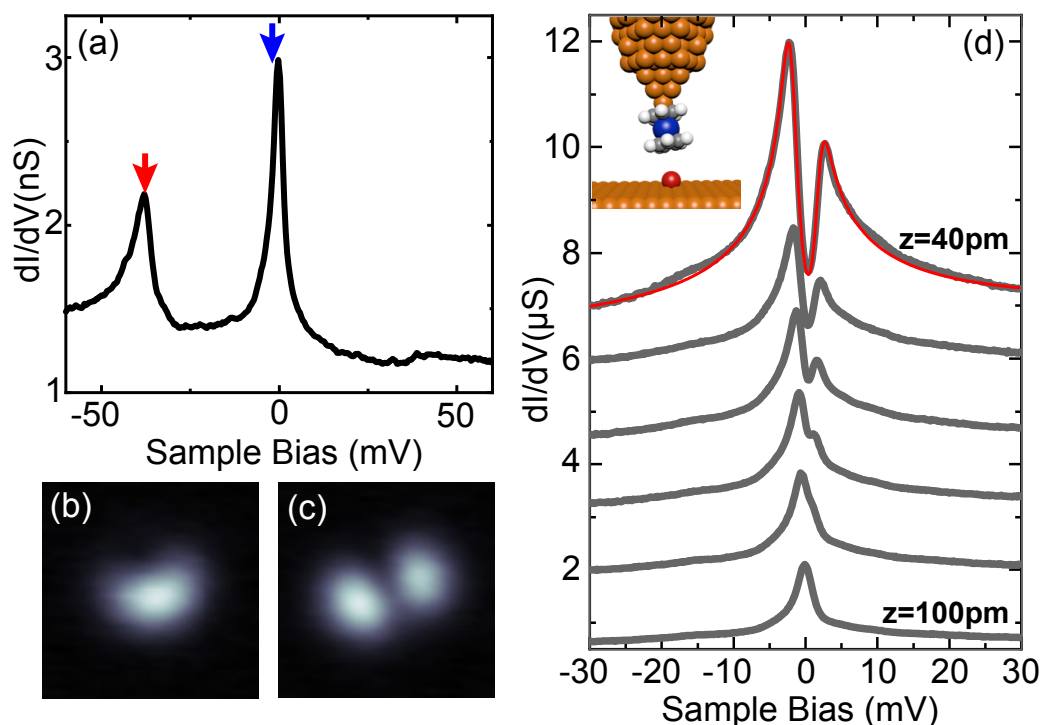 (a)
3
2
1
dI/dV(nS)
-50
0
50
Sample Bias (mV)
(b)
(c)
(d)
12
10
8
6
4
2
dI/dV(μS)
z=40pm
z=100pm
-30
-20
-10
0
10
20
30
Sample Bias (mV)